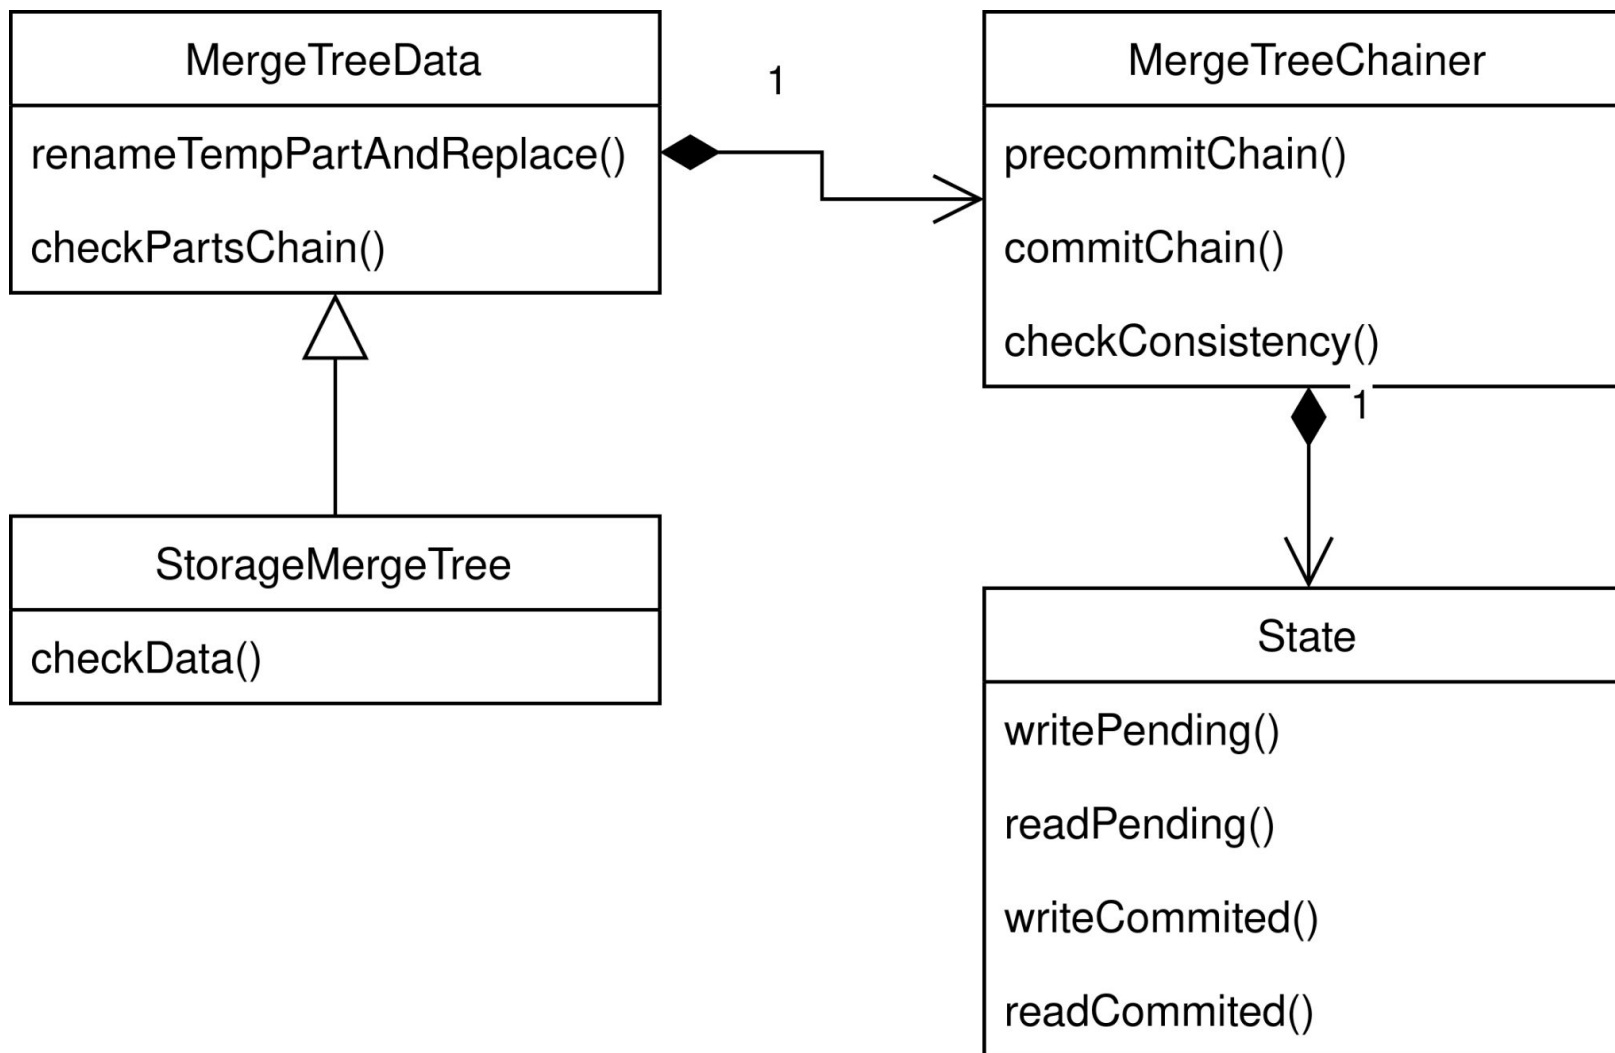 MergeTreeData
renameTempPartAndReplace()
checkPartsChain()
1
MergeTreeChainer
precommitChain()
commitChain()
checkConsistency()
1
StorageMergeTree
checkData()
State
writePending()
readPending()
writeCommited()
readCommited()